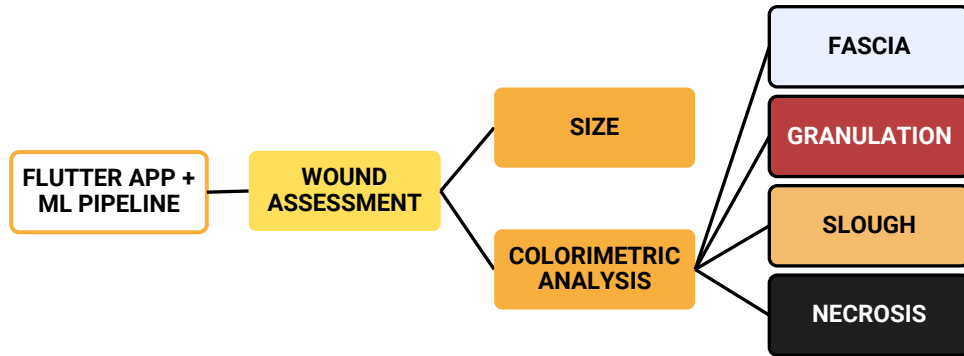 FLUTTER APP +
ML PIPELINE
WOUND
ASSESSMENT
SIZE
COLORIMETRIC
ANALYSIS
FASCIA
GRANULATION
SLOUGH
NECROSIS